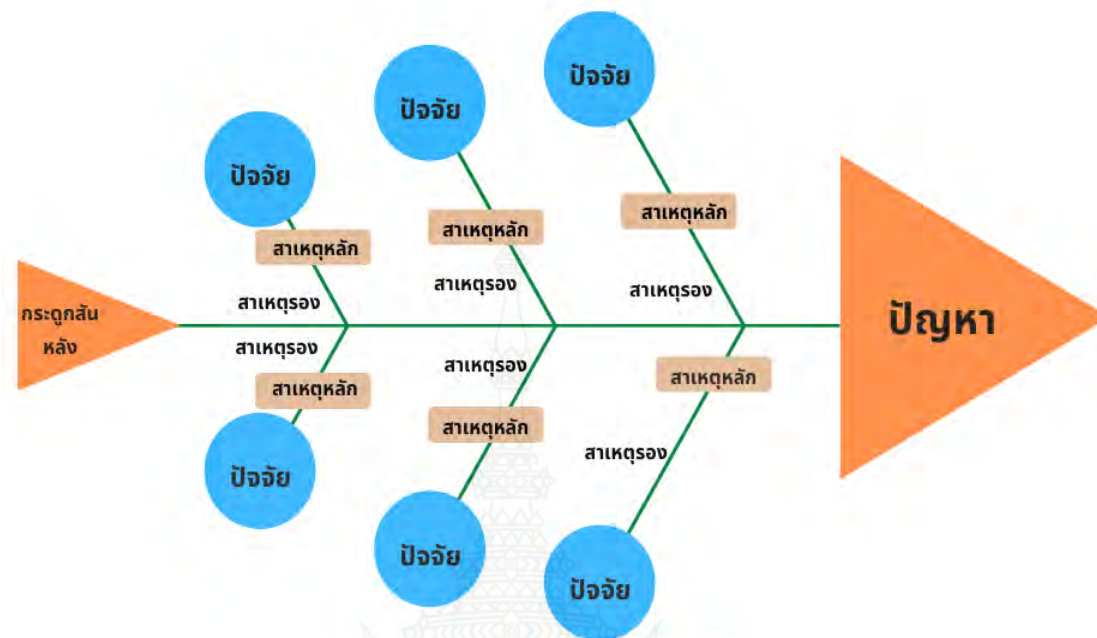 ปัจจัย
ปัจจัย
ปัจจัย
สาเหตุหลัก
สาเหตุหลัก
สาเหตุหลัก
สาเหตุรอง
สาเหตุรอง
สาเหตุรอง
กระดูกสัน
หลัง
ปัญหา
สาเหตุรอง
สาเหตุรอง
สาเหตุหลัก
สาเหตุหลัก
สาเหตุหลัก
สาเหตุรอง
ปัจจัย
ปัจจัย
ปัจจัย